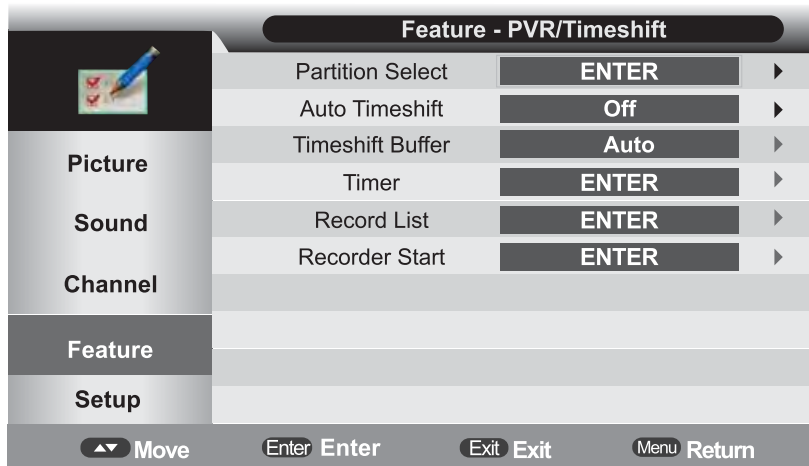 Feature - PVR/Timeshift
Partition Select ENTER
Auto Timeshift Off
Timeshift Buffer Auto
Timer ENTER
Record List ENTER
Recorder Start ENTER
Picture
Sound
Channel
Feature
Setup
Move Enter Enter Exit Exit Menu Return